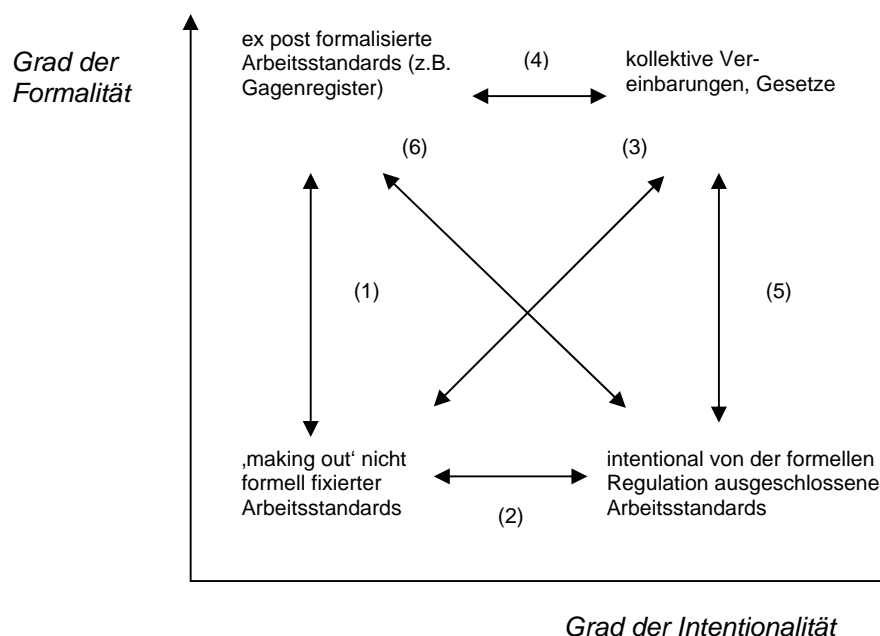 Grad der
Formalität
ex post formalisierte
Arbeitsstandards (z.B.
Gagenregister)
(4)
kollektive Ver-
einbarungen, Gesetze
(6)
(3)
(1)
(5)
‚making out‘ nicht
formell fixierter
Arbeitsstandards
(2)
intentional von der formellen
Regulation ausgeschlossene
Arbeitsstandards
Grad der Intentionalität